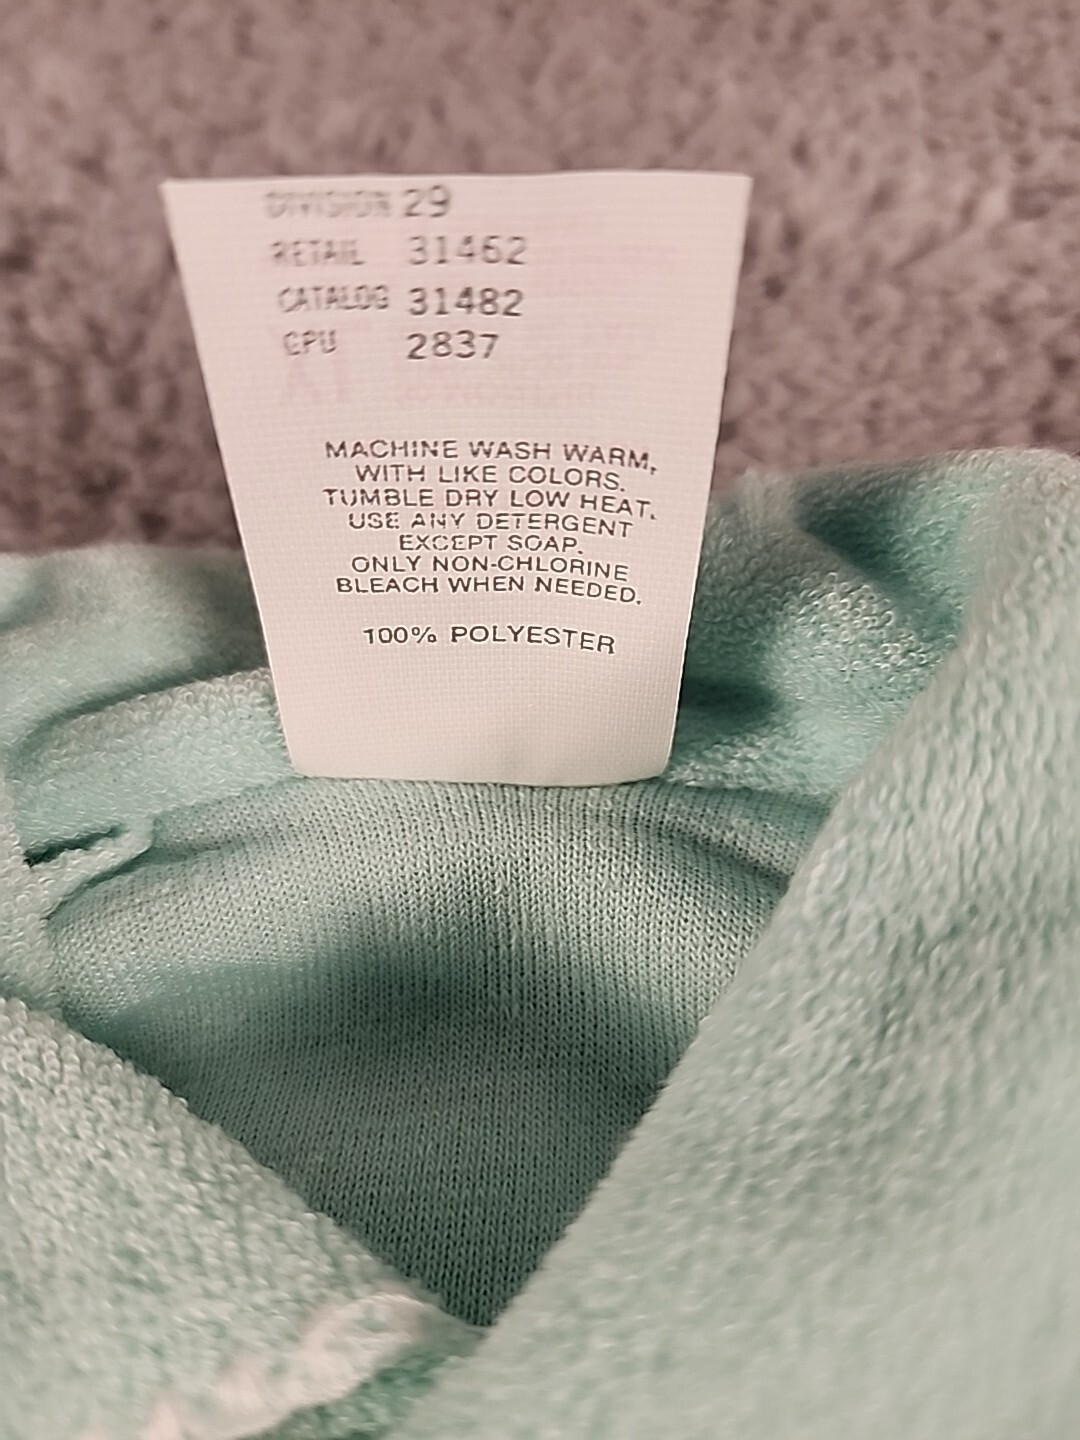 DIVISION 29
RETAIL 31462
CATALOG 31482
CPU 2837
MACHINE WASH WARM,
WITH LIKE COLORS.
TUMBLE DRY LOW HEAT.
USE ANY DETERGENT
EXCEPT SOAP.
ONLY NON-CHLORINE
BLEACH WHEN NEEDED.
100% POLYESTER